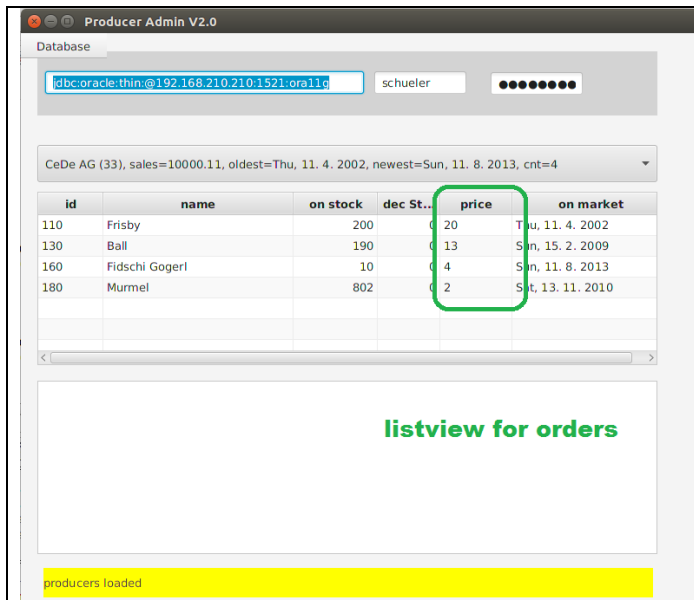 Producer Admin V2.0
Database
jdbc:oracle:thin:@192.168.210.210:1521:ora11g schueler ●●●●●●●●
CeDe AG (33), sales=10000.11, oldest=Thu, 11. 4. 2002, newest=Sun, 11. 8. 2013, cnt=4
id name on stock dec St... price on market
110 Frisby 200 0 20 Thu, 11. 4. 2002
130 Ball 190 0 13 Sun, 15. 2. 2009
160 Fidschi Gogerl 10 0 4 Sun, 11. 8. 2013
180 Murmel 802 0 2 Sat, 13. 11. 2010
listview for orders
producers loaded